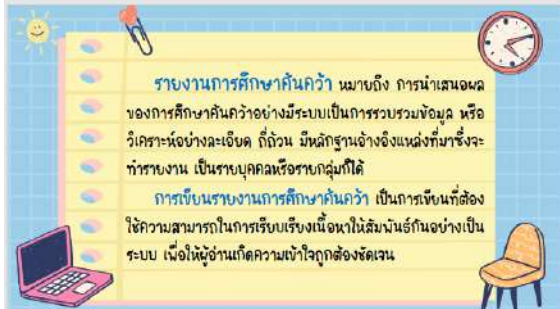 รายงานการศึกษาค้นคว้า หมายถึง การนำเสนอผล
ของการศึกษาค้นคว้าอย่างมีระบบเป็นการรวบรวมข้อมูล หรือ
วิเคราะห์อย่างละเอียด ถี่ถ้วน มีหลักฐานอ้างอิงแหล่งที่มาซึ่งจะ
ทำรายงาน เป็นรายบุคคลหรือรายกลุ่มก็ได้
การเขียนรายงานการศึกษาค้นคว้า เป็นการเขียนที่ต้อง
ใช้ความสามารถในการเรียบเรียงเนื้อหาให้สัมพันธ์กันอย่างเป็น
ระบบ เพื่อให้ผู้อ่านเกิดความเข้าใจถูกต้องชัดเจน